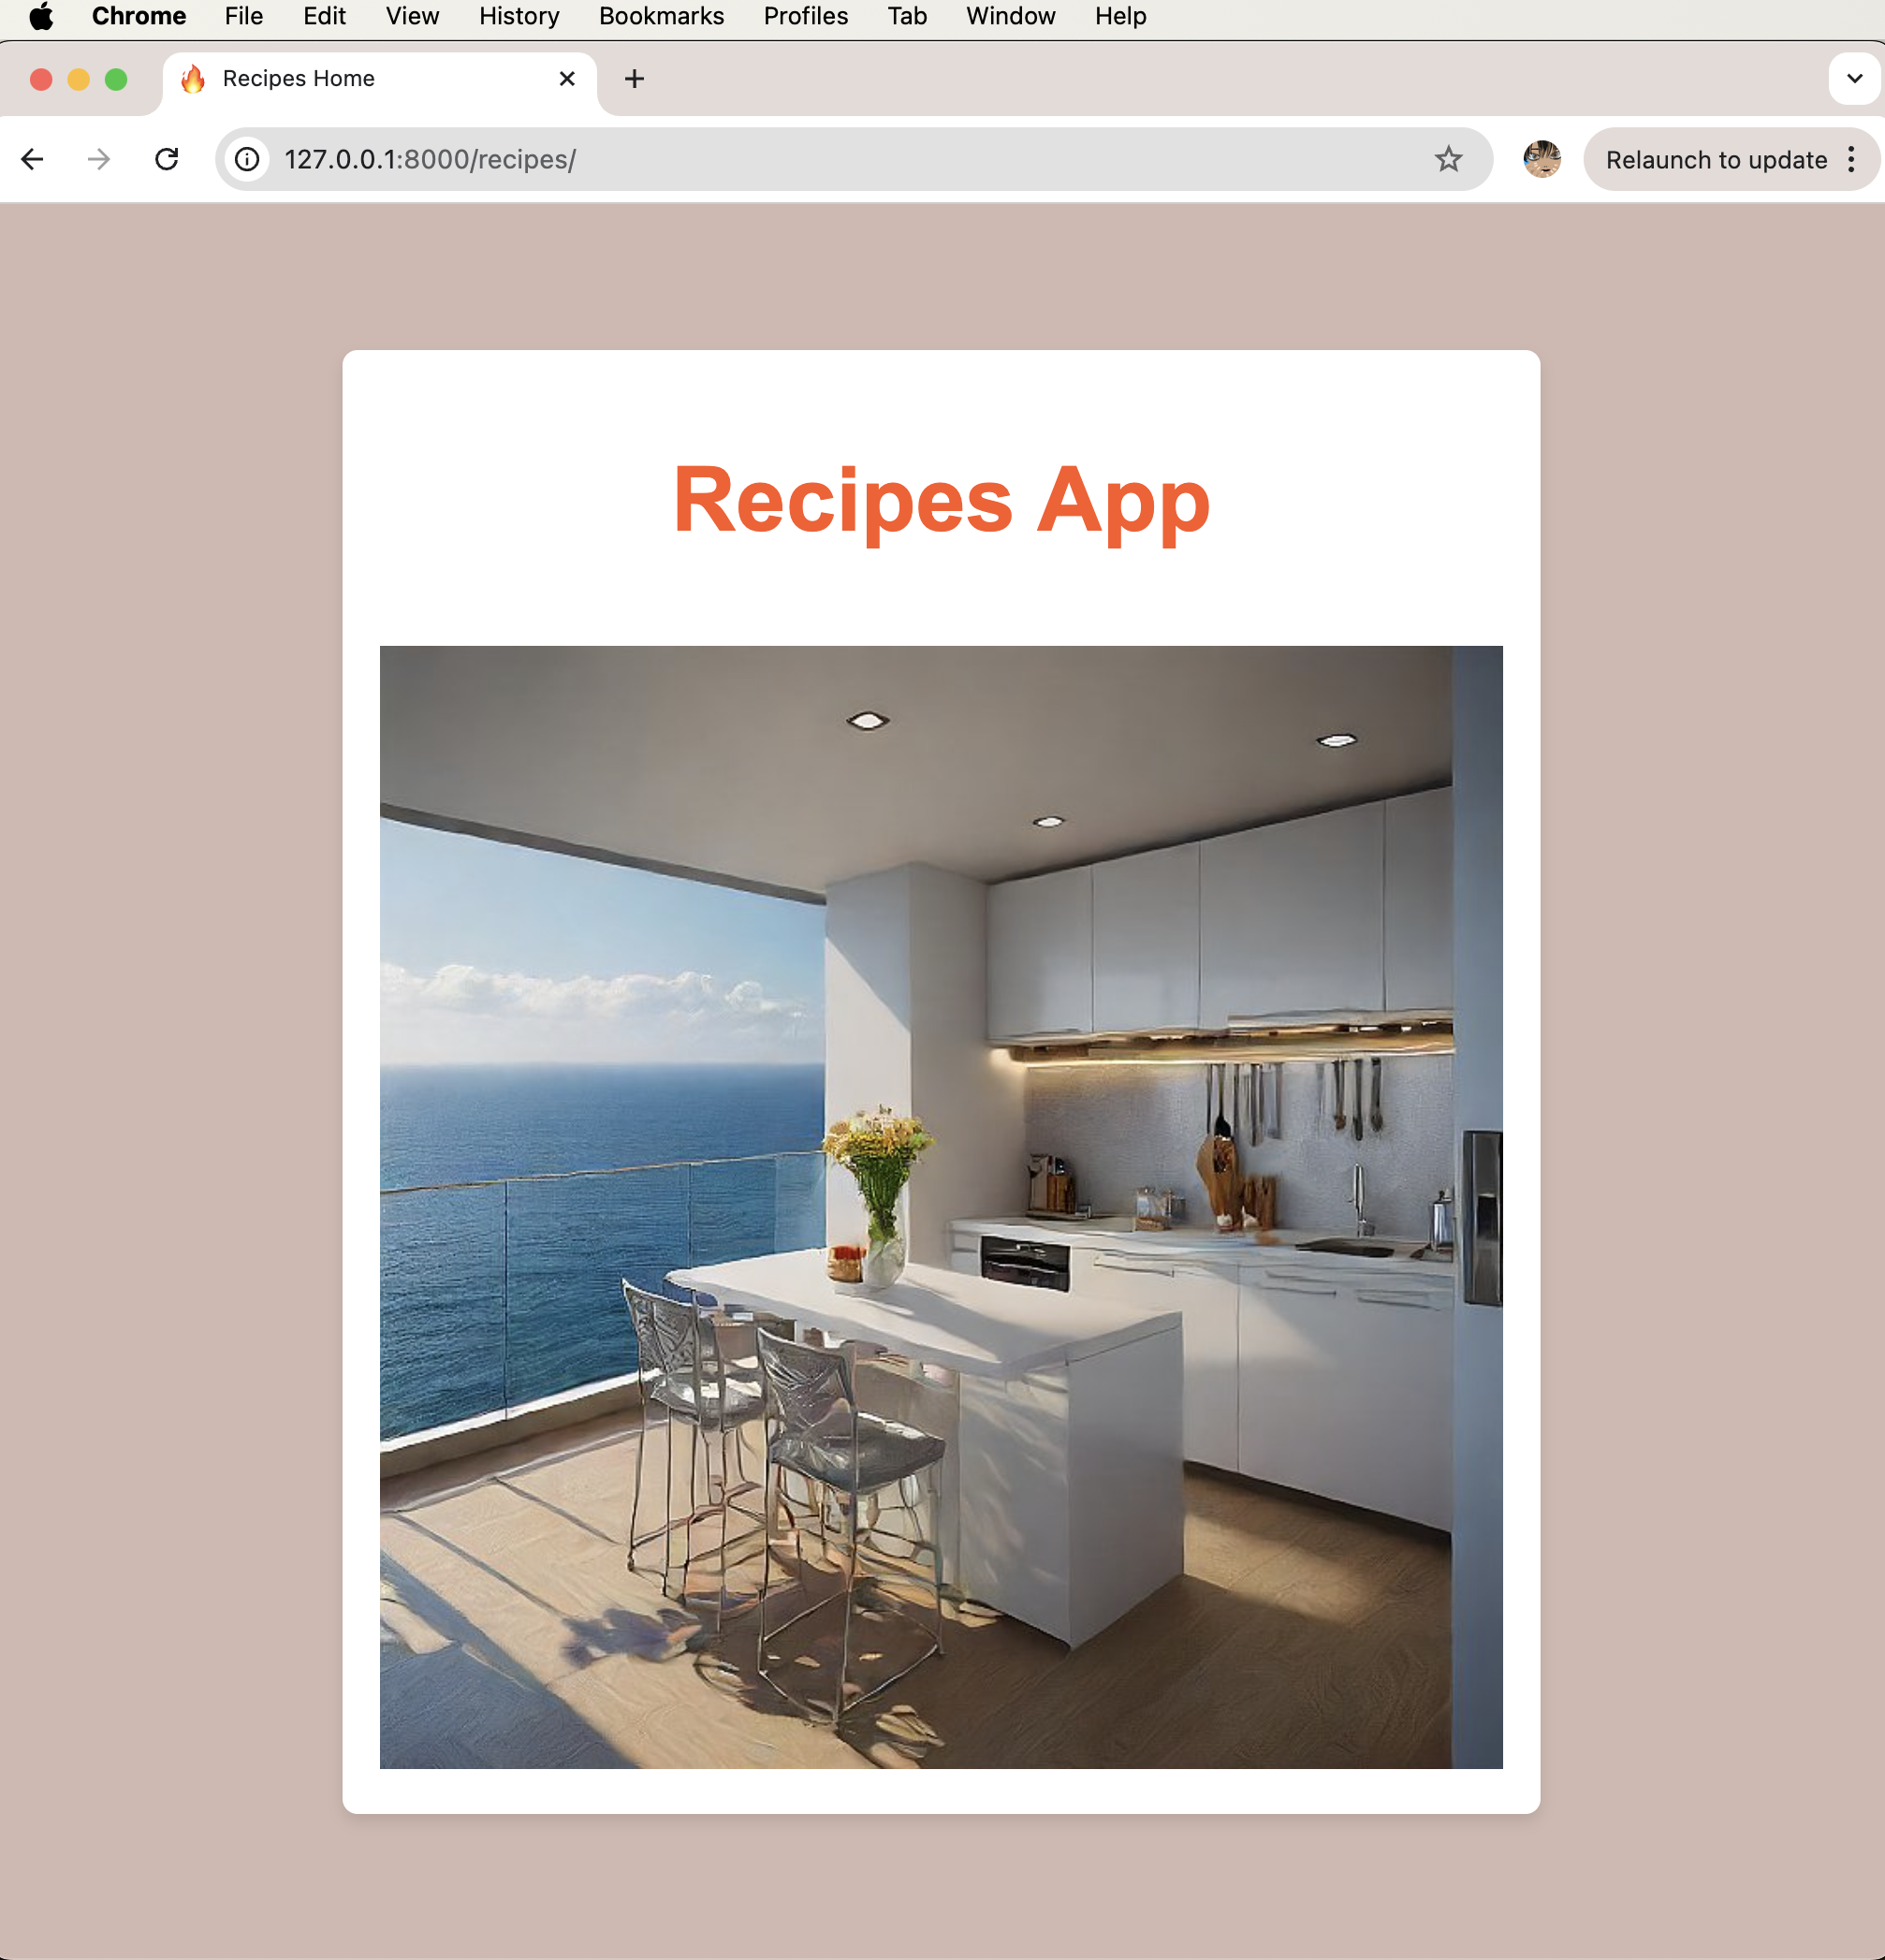 Chrome File Edit View History Bookmarks Profiles Tab Window Help
Recipes Home
127.0.0.1:8000/recipes/
Relaunch to update
Recipes App